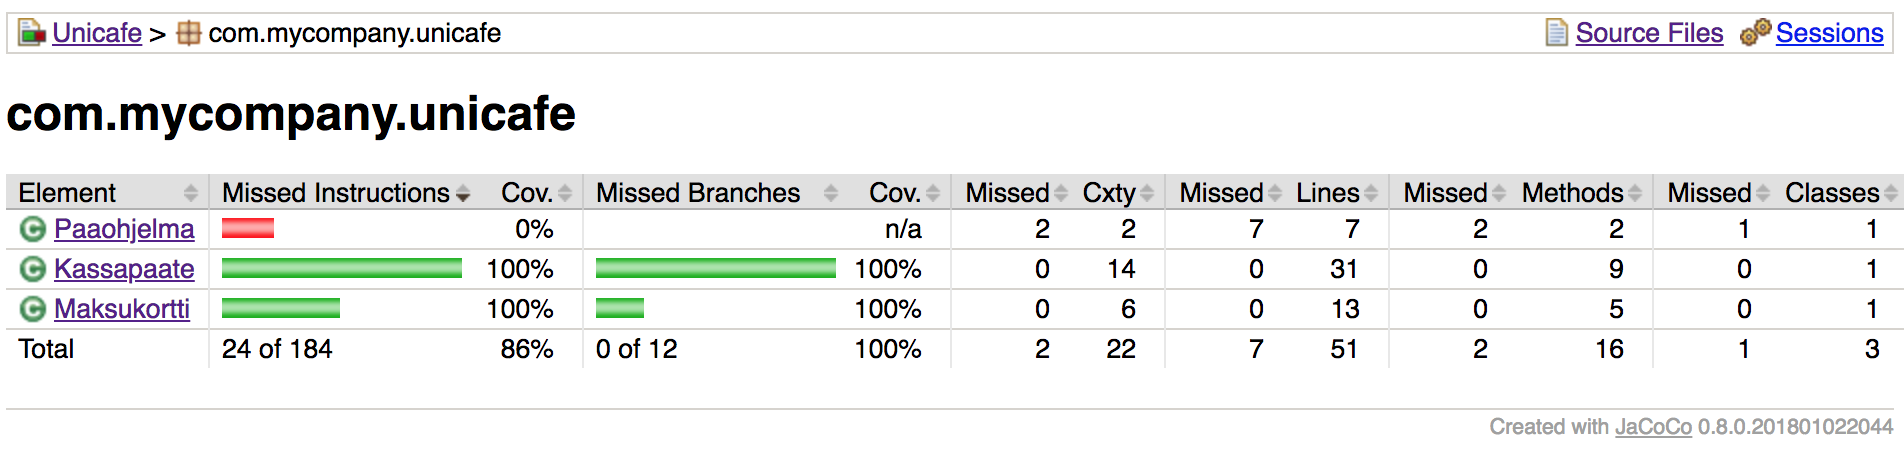 Unicafe > com.mycompany.unicafe Source Files Sessions
com.mycompany.unicafe
Element Missed Instructions Cov. Missed Branches Cov. Missed Cxty Missed Lines Missed Methods Missed Classes
Paaohjelma 0% n/a 2 2 7 7 2 2 1 1
Kassapaate 100% 100% 0 14 0 31 0 9 0 1
Maksukortti 100% 100% 0 6 0 13 0 5 0 1
Total 24 of 184 86% 0 of 12 100% 2 22 7 51 2 16 1 3
Created with JaCoCo 0.8.0.201801022044